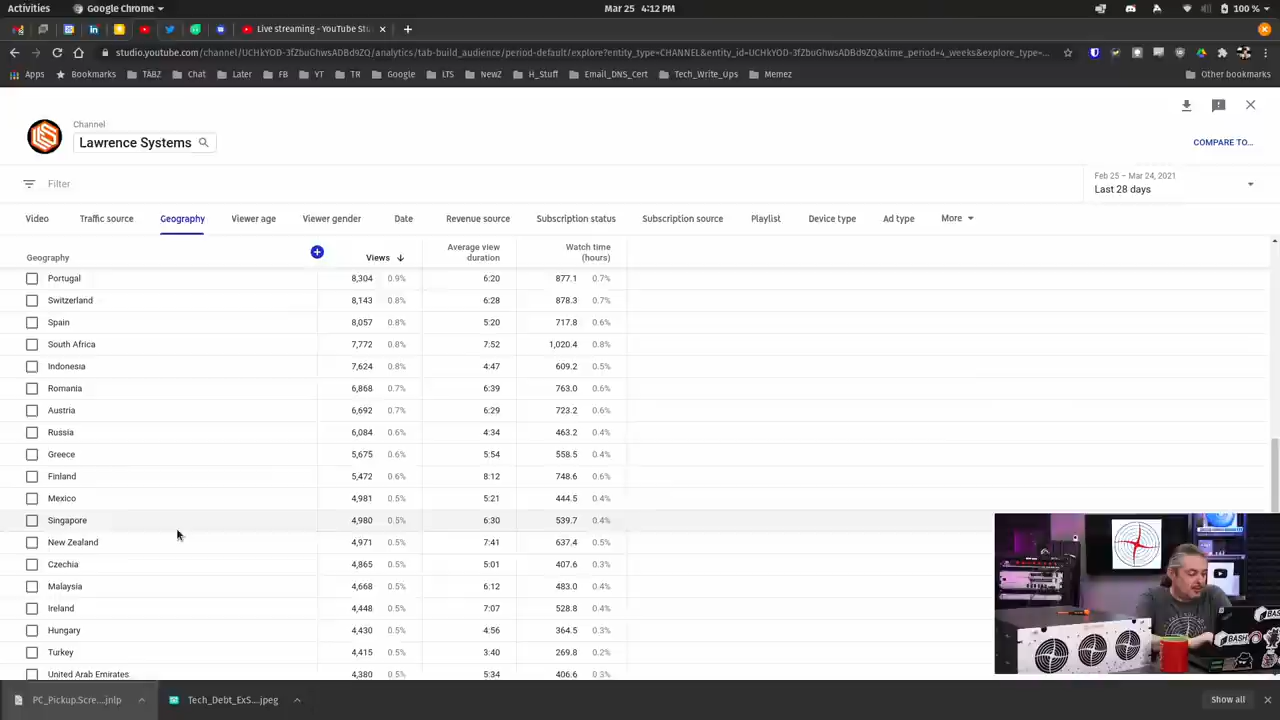 Activities
Google Chrome
Mar 25 4:12 PM
100 %
Live streaming - YouTube Stu
studio.youtube.com/channel/UCHkYOD-3fZbuGhwsADBd9ZQ/analytics/tab-build_audience/period-default/explore?entity_type=CHANNEL&entity_id=UCHkYOD-3fZbuGhwsADBd9ZQ&time_period=4_weeks&explore_type=...
Apps Bookmarks TABZ Chat Later FB YT TR Google LTS NewZ H_Stuff Email_DNS_Cert Tech_Write_Ups Memez Other bookmarks
Channel
Lawrence Systems
COMPARE TO...
Filter
Feb 25 – Mar 24, 2021
Last 28 days
Video Traffic source Geography Viewer age Viewer gender Date Revenue source Subscription status Subscription source Playlist Device type Ad type More
Geography Views Average view duration Watch time (hours)
Portugal 8,304 0.9% 6:20 877.1 0.7%
Switzerland 8,143 0.8% 6:28 878.3 0.7%
Spain 8,057 0.8% 5:20 717.8 0.6%
South Africa 7,772 0.8% 7:52 1,020.4 0.8%
Indonesia 7,624 0.8% 4:47 609.2 0.5%
Romania 6,868 0.7% 6:39 763.0 0.6%
Austria 6,692 0.7% 6:29 723.2 0.6%
Russia 6,084 0.6% 4:34 463.2 0.4%
Greece 5,675 0.6% 5:54 558.5 0.4%
Finland 5,472 0.6% 8:12 748.6 0.6%
Mexico 4,981 0.5% 5:21 444.5 0.4%
Singapore 4,980 0.5% 6:30 539.7 0.4%
New Zealand 4,971 0.5% 7:41 637.4 0.5%
Czechia 4,865 0.5% 5:01 407.6 0.3%
Malaysia 4,668 0.5% 6:12 483.0 0.4%
Ireland 4,448 0.5% 7:07 528.8 0.4%
Hungary 4,430 0.5% 4:56 364.5 0.3%
Turkey 4,415 0.5% 3:40 269.8 0.2%
United Arab Emirates 4,380 0.5% 5:34 406.6 0.3%
BASH
BASH
PC_Pickup.Scre....jnlp
Tech_Debt_ExS....jpeg
Show all